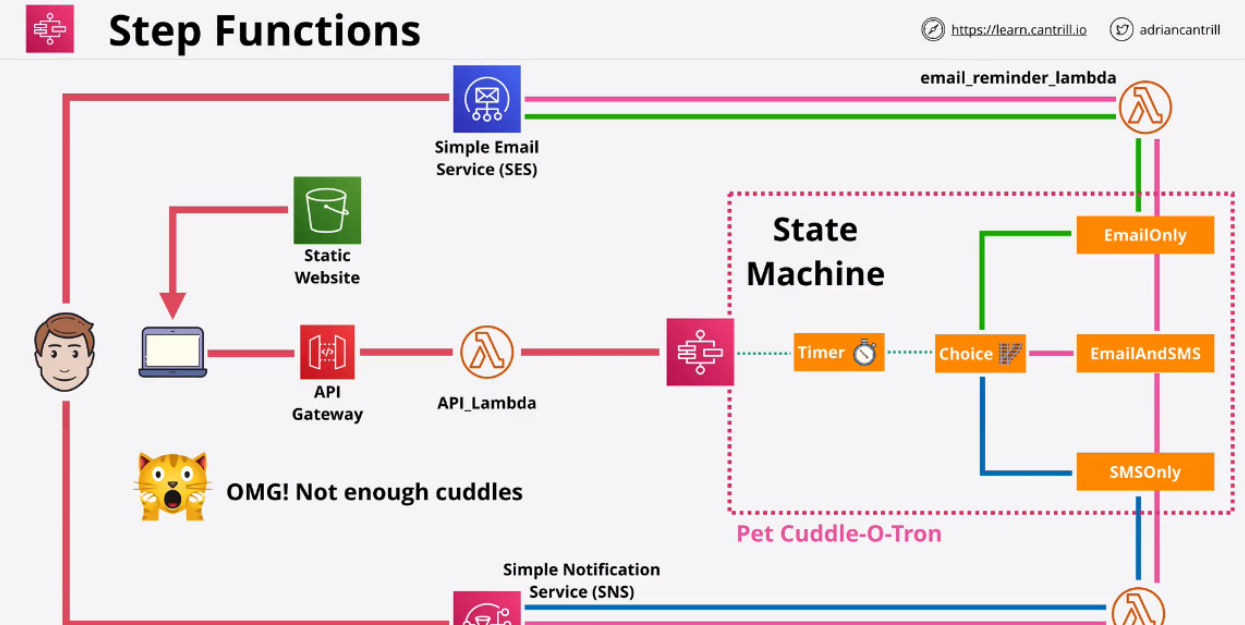 Step Functions
https://learn.cantrill.io
adriancantrill
email_reminder_lambda
Simple Email
Service (SES)
Static
Website
State
Machine
EmailOnly
Timer
Choice
EmailAndSMS
API
Gateway
API_Lambda
SMSOnly
OMG! Not enough cuddles
Pet Cuddle-O-Tron
Simple Notification
Service (SNS)